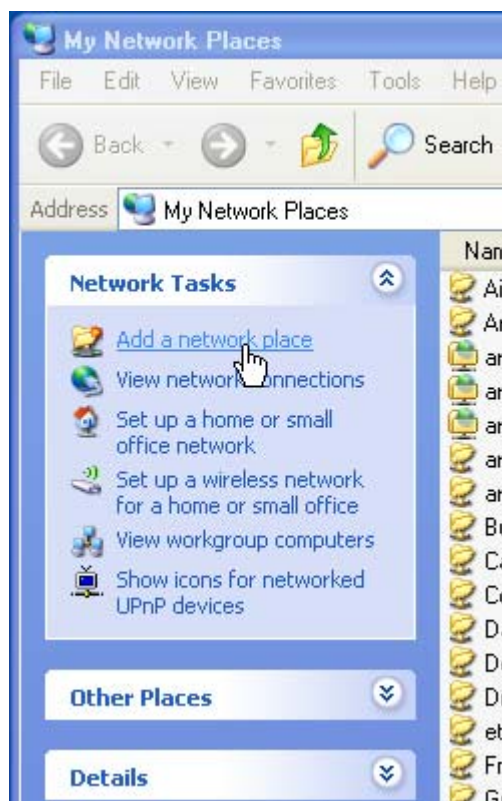 My Network Places
File Edit View Favorites Tools Help
Back Search
Address My Network Places
Network Tasks
Add a network place
View network connections
Set up a home or small
office network
Set up a wireless network
for a home or small office
View workgroup computers
Show icons for networked
UPnP devices
Other Places
Details